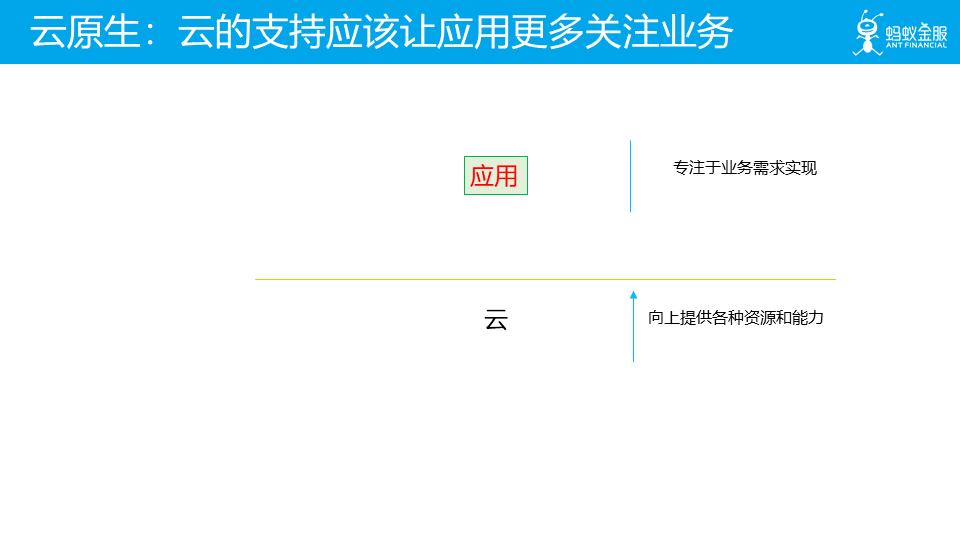 云原生：云的支持应该让应用更多关注业务
蚂蚁金服
ANT FINANCIAL
应用
专注于业务需求实现
云
向上提供各种资源和能力